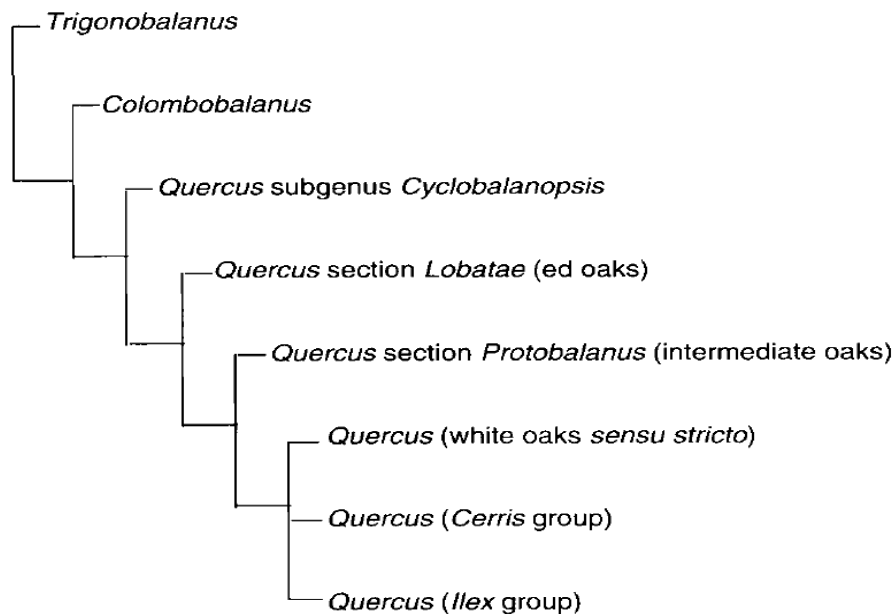 Trigonobalanus
Colombobalanus
Quercus subgenus Cyclobalanopsis
Quercus section Lobatae (ed oaks)
Quercus section Protobalanus (intermediate oaks)
Quercus (white oaks sensu stricto)
Quercus (Cerris group)
Quercus (Ilex group)